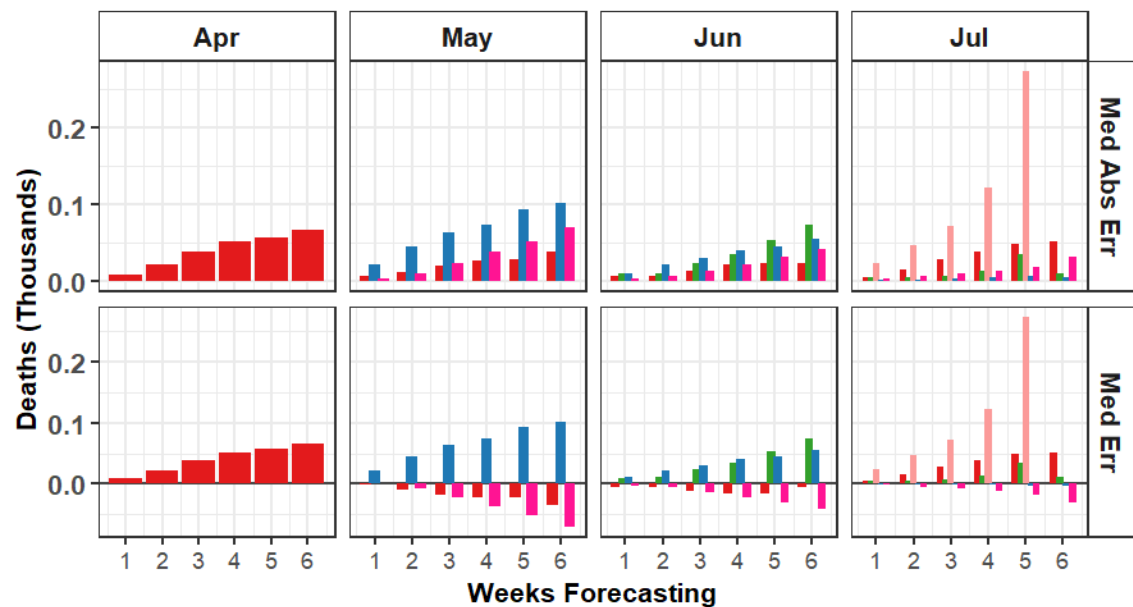 Apr May Jun Jul
Deaths (Thousands)
0.2
0.1
0.0
Med Abs Err
0.2
0.1
0.0
Med Err
1 2 3 4 5 6 1 2 3 4 5 6 1 2 3 4 5 6 1 2 3 4 5 6
Weeks Forecasting